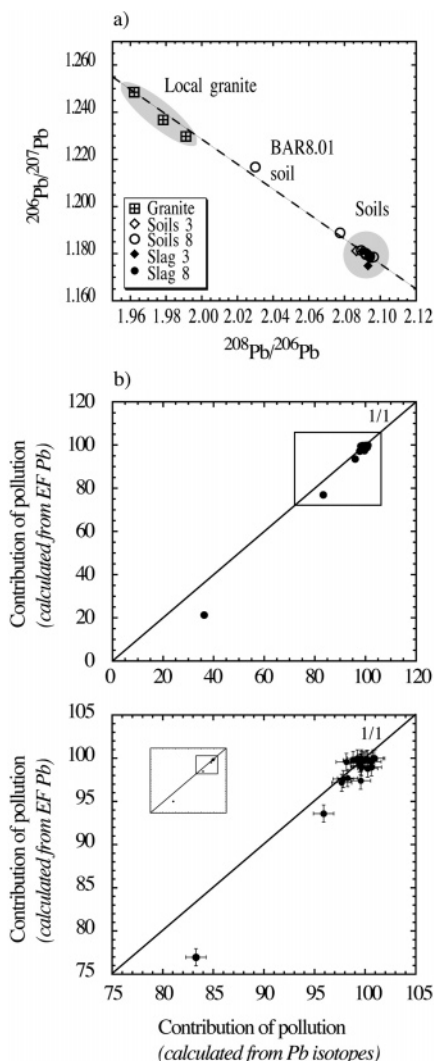 a)
1.260
1.240
1.220
1.200
1.180
1.160
206Pb/207Pb
Local granite
BAR8.01
soil
Soils
Granite
Soils 3
Soils 8
Slag 3
Slag 8
1.96 1.98 2.00 2.02 2.04 2.06 2.08 2.10 2.12
208Pb/206Pb
b)
120
100
80
60
40
20
0
Contribution of pollution
(calculated from EF Pb)
1/1
0 20 40 60 80 100 120
105
100
95
90
85
80
75
Contribution of pollution
(calculated from EF Pb)
1/1
75 80 85 90 95 100 105
Contribution of pollution
(calculated from Pb isotopes)